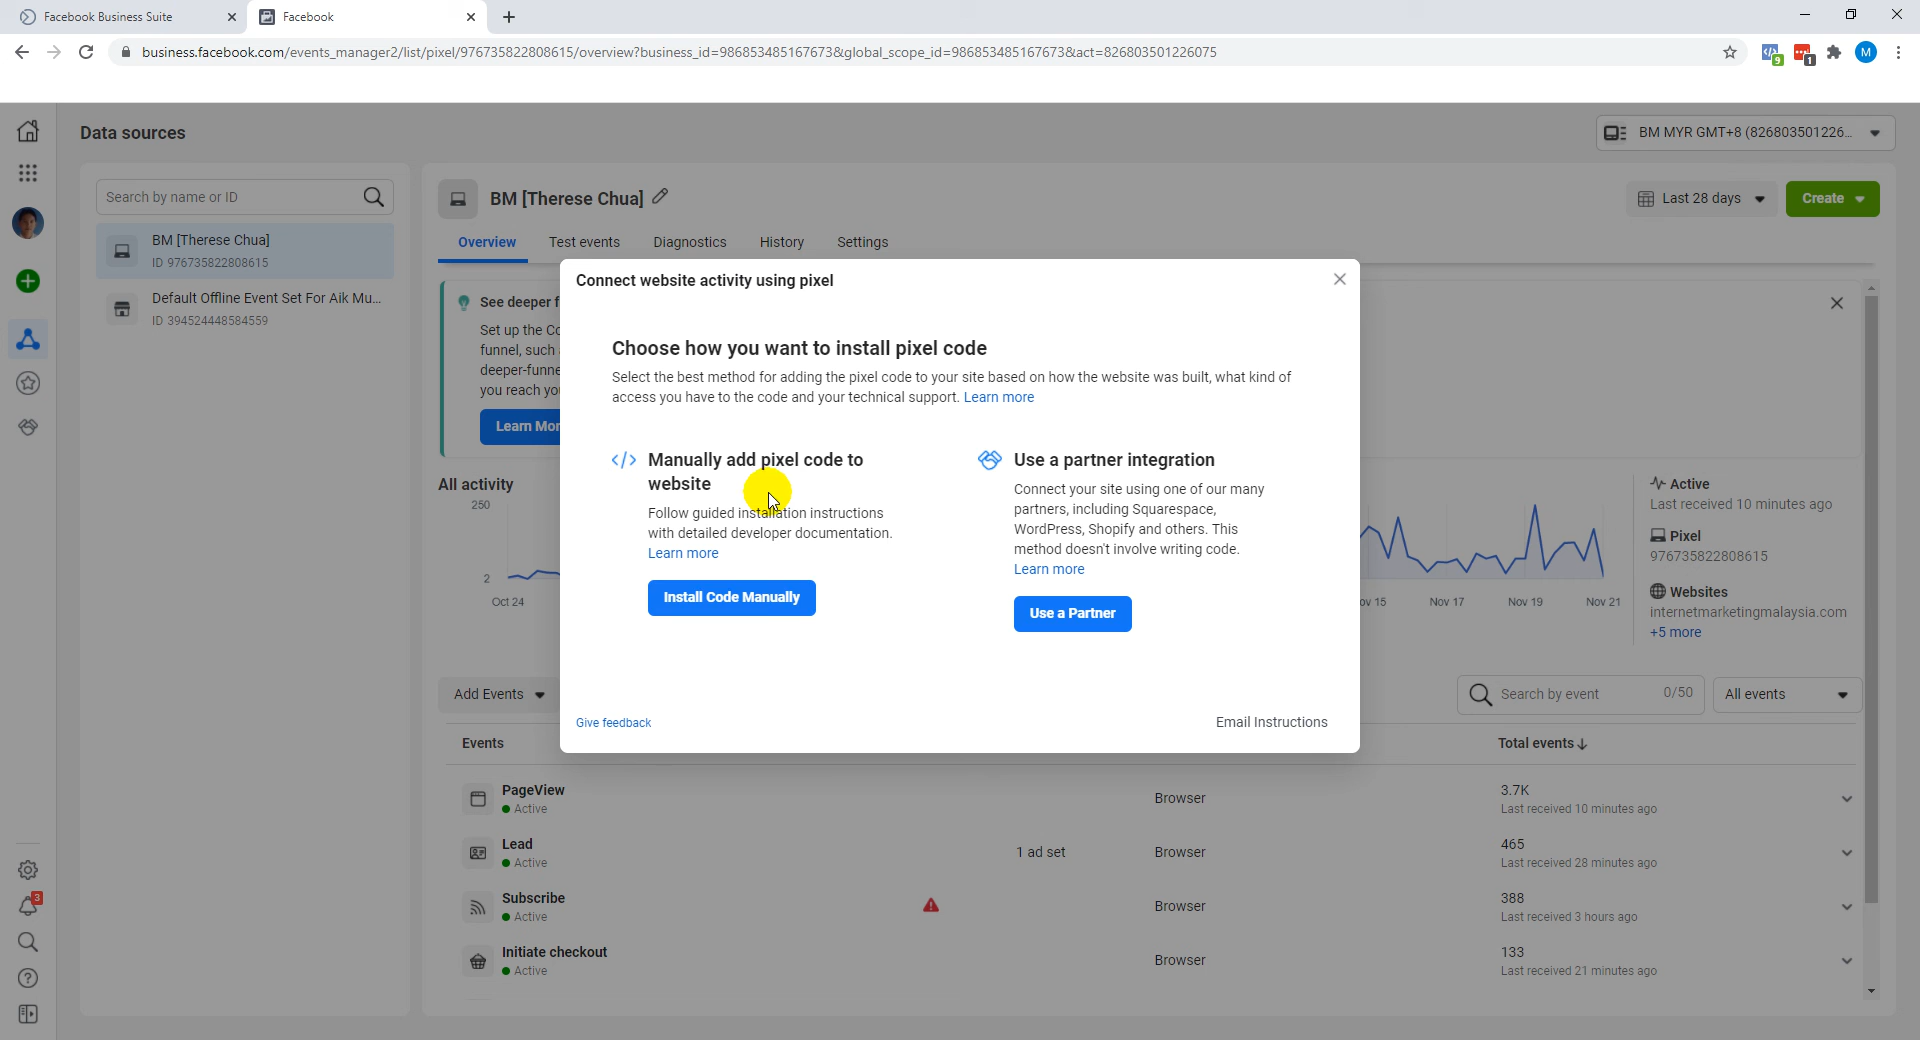 Facebook Business Suite
Facebook
business.facebook.com/events_manager2/list/pixel/976735822808615/overview?business_id=986853485167673&global_scope_id=986853485167673&act=826803501226075
9
1
M
Data sources
BM MYR GMT+8 (826803501226...
Search by name or ID
BM [Therese Chua]
ID 976735822808615
Default Offline Event Set For Aik Mu...
ID 394524448584559
BM [Therese Chua]
Last 28 days
Create
Overview
Test events
Diagnostics
History
Settings
See deeper f
Set up the Co
funnel, such
deeper-funne
you reach yo
Learn Mor
Connect website activity using pixel
Choose how you want to install pixel code
Select the best method for adding the pixel code to your site based on how the website was built, what kind of
access you have to the code and your technical support. Learn more
Manually add pixel code to
website
Follow guided installation instructions
with detailed developer documentation.
Learn more
Install Code Manually
Use a partner integration
Connect your site using one of our many
partners, including Squarespace,
WordPress, Shopify and others. This
method doesn't involve writing code.
Learn more
Use a Partner
Give feedback
Email Instructions
All activity
250
2
Oct 24
ov 15
Nov 17
Nov 19
Nov 21
Active
Last received 10 minutes ago
Pixel
976735822808615
Websites
internetmarketingmalaysia.com
+5 more
Add Events
Search by event
0/50
All events
Events
Total events
PageView
Active
Browser
3.7K
Last received 10 minutes ago
Lead
Active
1 ad set
Browser
465
Last received 28 minutes ago
Subscribe
Active
Browser
388
Last received 3 hours ago
Initiate checkout
Active
Browser
133
Last received 21 minutes ago
3